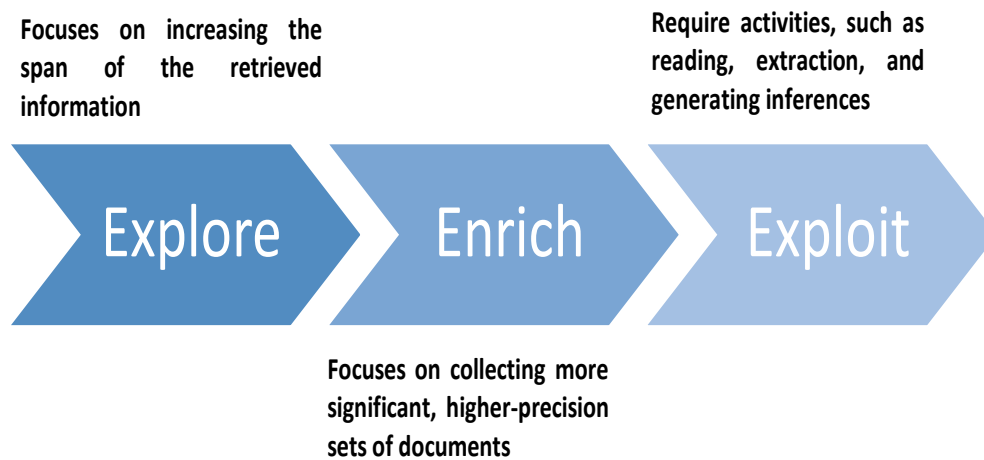 Focuses on increasing the
span of the retrieved
information
Require activities, such as
reading, extraction, and
generating inferences
Explore
Enrich
Exploit
Focuses on collecting more
significant, higher-precision
sets of documents